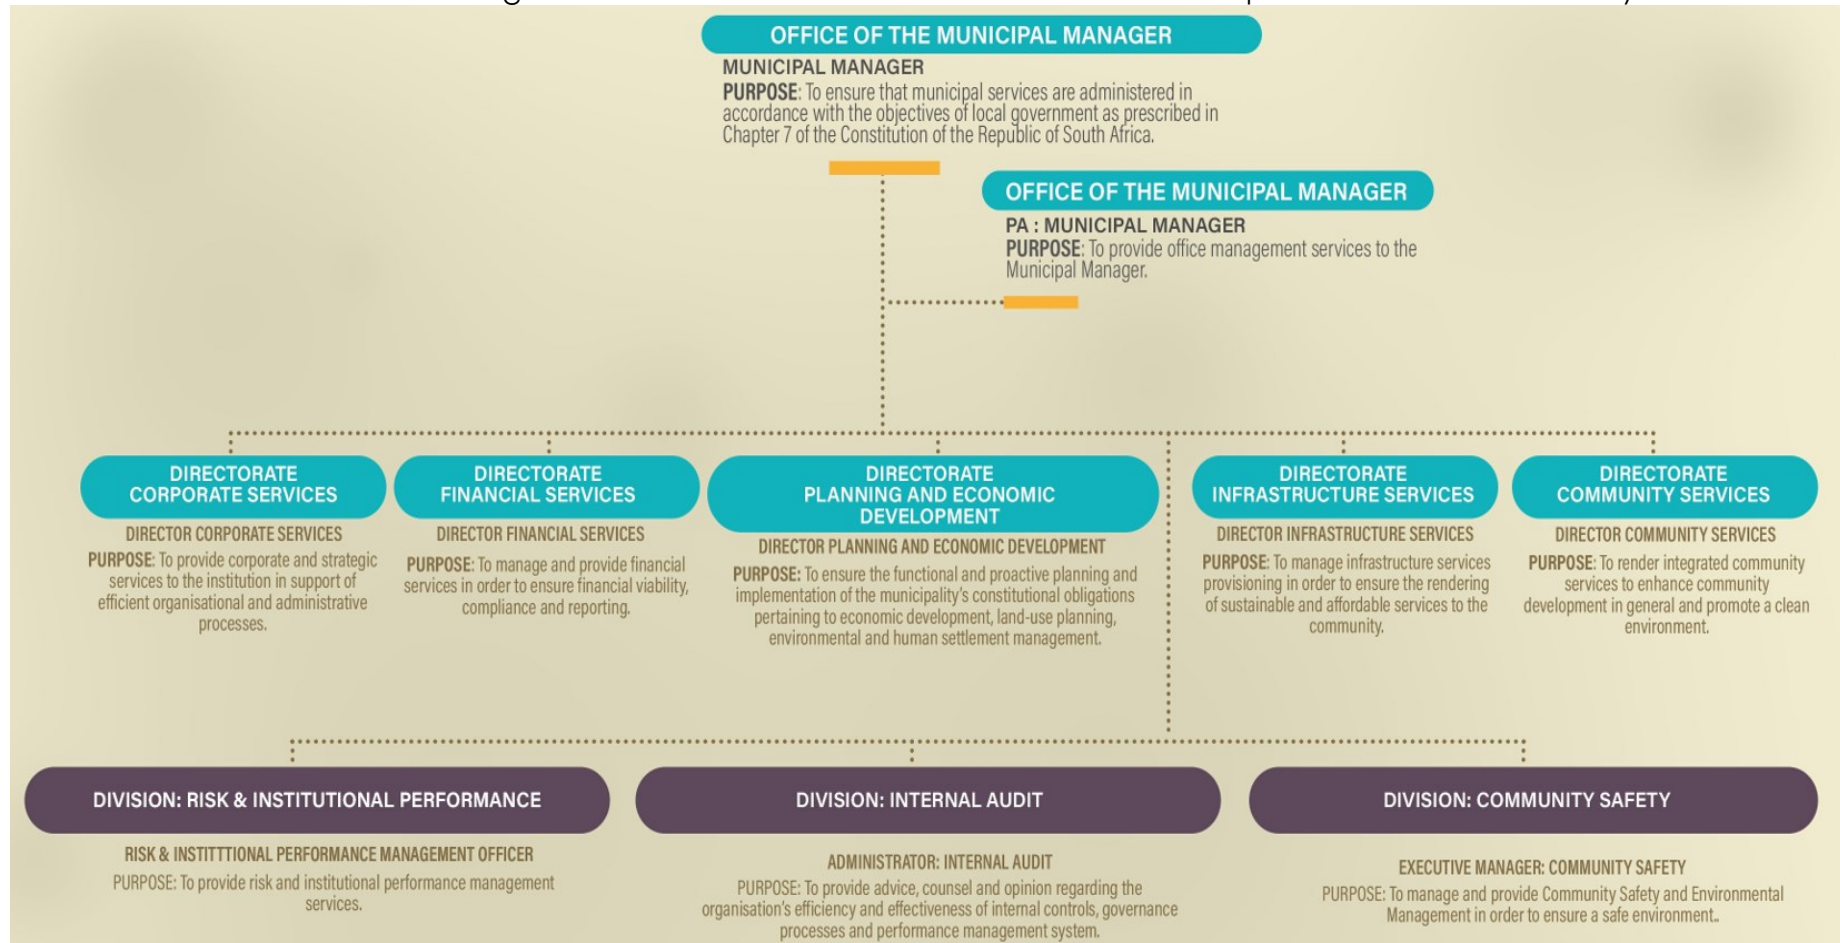 OFFICE OF THE MUNICIPAL MANAGER
MUNICIPAL MANAGER
PURPOSE: To ensure that municipal services are administered in
accordance with the objectives of local government as prescribed in
Chapter 7 of the Constitution of the Republic of South Africa.
OFFICE OF THE MUNICIPAL MANAGER
PA : MUNICIPAL MANAGER
PURPOSE: To provide office management services to the
Municipal Manager.
DIRECTORATE
CORPORATE SERVICES
DIRECTOR CORPORATE SERVICES
PURPOSE: To provide corporate and strategic
services to the institution in support of
efficient organisational and administrative
processes.
DIRECTORATE
FINANCIAL SERVICES
DIRECTOR FINANCIAL SERVICES
PURPOSE: To manage and provide financial
services in order to ensure financial viability,
compliance and reporting.
DIRECTORATE
PLANNING AND ECONOMIC
DEVELOPMENT
DIRECTOR PLANNING AND ECONOMIC DEVELOPMENT
PURPOSE: To ensure the functional and proactive planning and
implementation of the municipality's constitutional obligations
pertaining to economic development, land-use planning,
environmental and human settlement management.
DIRECTORATE
INFRASTRUCTURE SERVICES
DIRECTOR INFRASTRUCTURE SERVICES
PURPOSE: To manage infrastructure services
provisioning in order to ensure the rendering
of sustainable and affordable services to the
community.
DIRECTORATE
COMMUNITY SERVICES
DIRECTOR COMMUNITY SERVICES
PURPOSE: To render integrated community
services to enhance community
development in general and promote a clean
environment.
DIVISION: RISK & INSTITUTIONAL PERFORMANCE
RISK & INSTITTTIONAL PERFORMANCE MANAGEMENT OFFICER
PURPOSE: To provide risk and institutional performance management
services.
DIVISION: INTERNAL AUDIT
ADMINISTRATOR: INTERNAL AUDIT
PURPOSE: To provide advice, counsel and opinion regarding the
organisation's efficiency and effectiveness of internal controls, governance
processes and performance management system.
DIVISION: COMMUNITY SAFETY
EXECUTIVE MANAGER: COMMUNITY SAFETY
PURPOSE: To manage and provide Community Safety and Environmental
Management in order to ensure a safe environment..